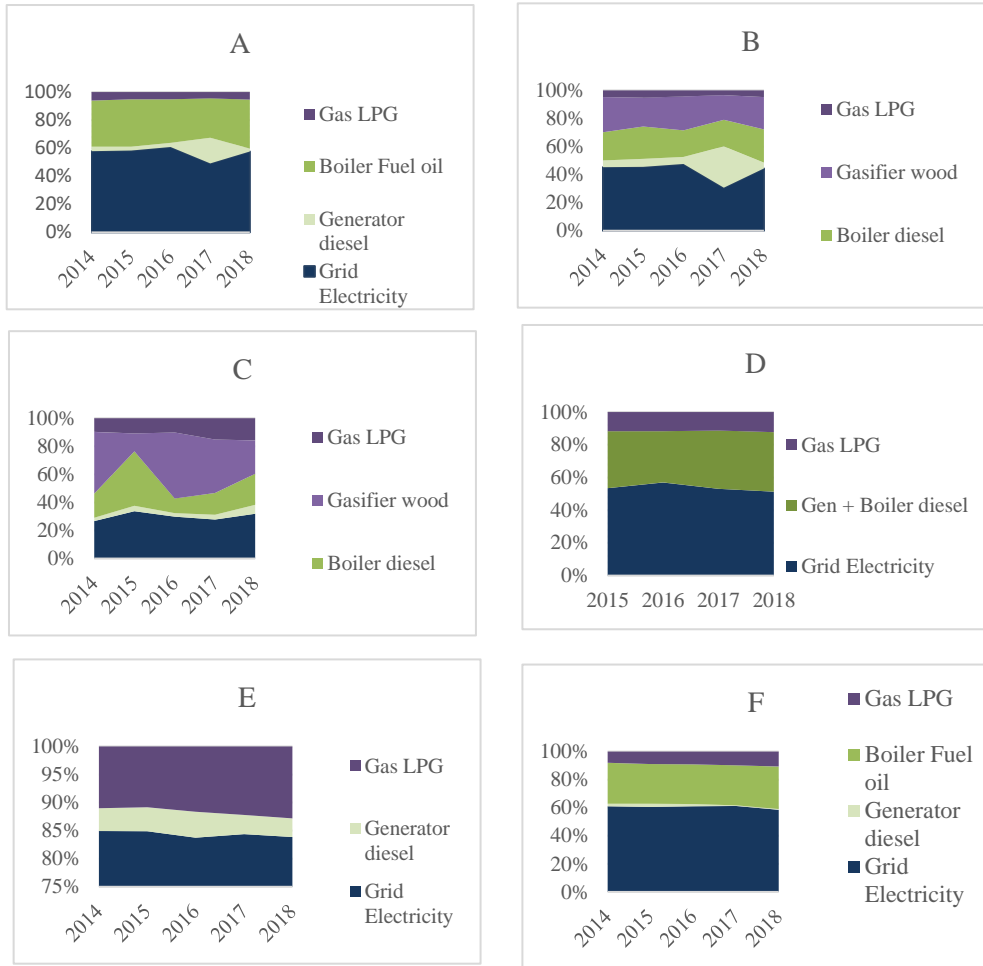 A
100%
80%
60%
40%
20%
0%
2014
2015
2016
2017
2018
Gas LPG
Boiler Fuel oil
Generator
diesel
Grid
Electricity
B
100%
80%
60%
40%
20%
0%
2014
2015
2016
2017
2018
Gas LPG
Gasifier wood
Boiler diesel
C
100%
80%
60%
40%
20%
0%
2014
2015
2016
2017
2018
Gas LPG
Gasifier wood
Boiler diesel
D
100%
80%
60%
40%
20%
0%
2015
2016
2017
2018
Gas LPG
Gen + Boiler diesel
Grid Electricity
E
100%
95%
90%
85%
80%
75%
2014
2015
2016
2017
2018
Gas LPG
Generator
diesel
Grid
Electricity
F
100%
80%
60%
40%
20%
0%
2014
2015
2016
2017
2018
Gas LPG
Boiler Fuel
oil
Generator
diesel
Grid
Electricity